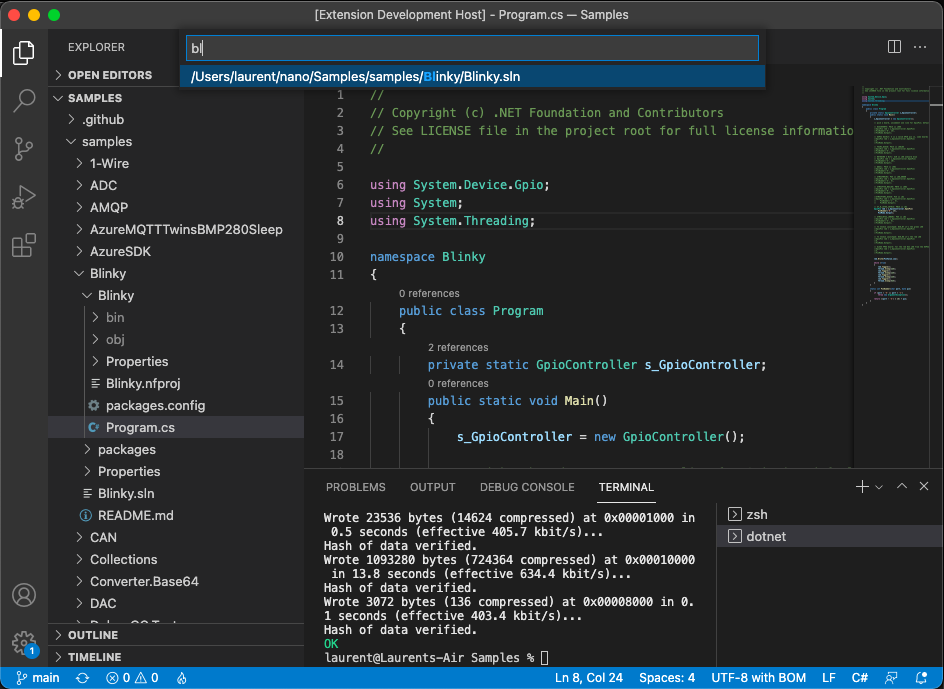 [Extension Development Host] - Program.cs — Samples
EXPLORER
bl
/Users/laurent/nano/Samples/samples/Blinky/Blinky.sln
OPEN EDITORS
SAMPLES
.github
samples
1-Wire
ADC
AMQP
AzureMQTTTwinsBMP280Sleep
AzureSDK
Blinky
Blinky
bin
obj
Properties
Blinky.nfproj
packages.config
Program.cs
packages
Properties
Blinky.sln
README.md
CAN
Collections
Converter.Base64
DAC
OUTLINE
TIMELINE
1 //
2 // Copyright (c) .NET Foundation and Contributors
3 // See LICENSE file in the project root for full license informatio
4 //
5
6 using System.Device.Gpio;
7 using System;
8 using System.Threading;
9
10 namespace Blinky
11 {
0 references
12 public class Program
13 {
2 references
14 private static GpioController s_GpioController;
0 references
15 public static void Main()
16 {
17 s_GpioController = new GpioController();
18
PROBLEMS OUTPUT DEBUG CONSOLE TERMINAL
Wrote 23536 bytes (14624 compressed) at 0x00001000 in
0.5 seconds (effective 405.7 kbit/s)...
Hash of data verified.
Wrote 1093280 bytes (724364 compressed) at 0x00010000
in 13.8 seconds (effective 634.4 kbit/s)...
Hash of data verified.
Wrote 3072 bytes (136 compressed) at 0x00008000 in 0.
1 seconds (effective 403.4 kbit/s)...
Hash of data verified.
OK
laurent@Laurents-Air Samples %
zsh
dotnet
1
main 0 0 Ln 8, Col 24 Spaces: 4 UTF-8 with BOM LF C#